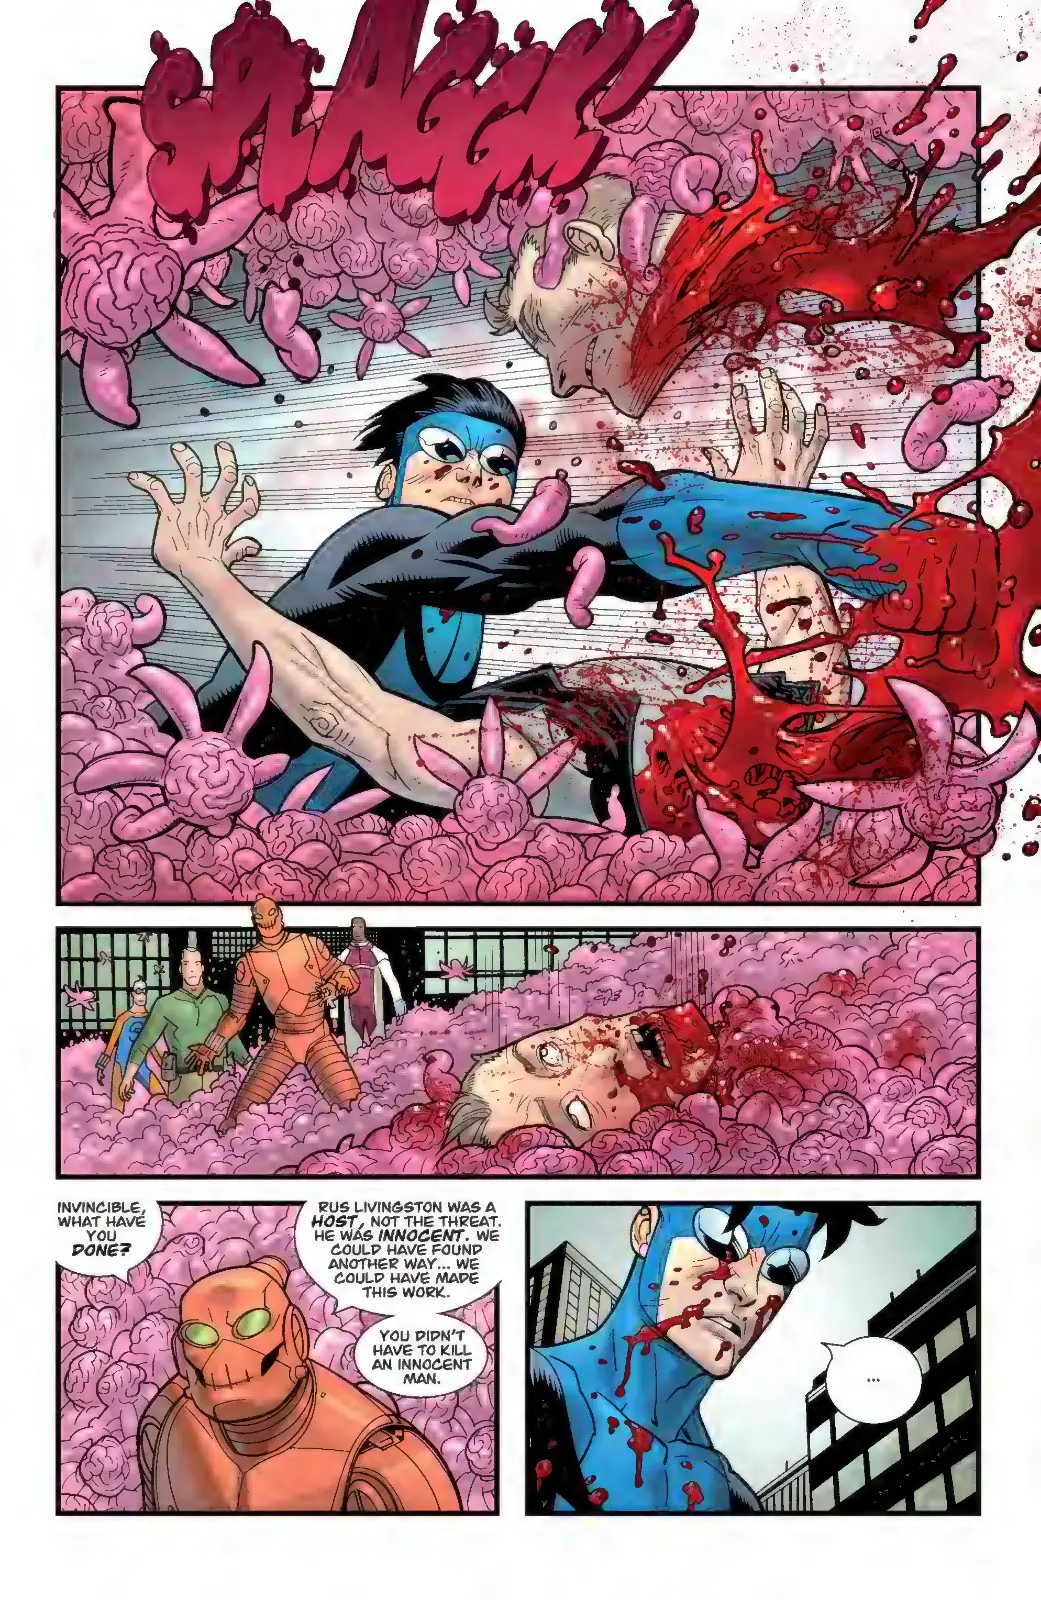 SPLAGGK!
INVINCIBLE,
WHAT HAVE
YOU
DONE?
RUS LIVINGSTON WAS A
HOST, NOT THE THREAT.
HE WAS INNOCENT. WE
COULD HAVE FOUND
ANOTHER WAY... WE
COULD HAVE MADE
THIS WORK.
YOU DIDN'T
HAVE TO KILL
AN INNOCENT
MAN.
...